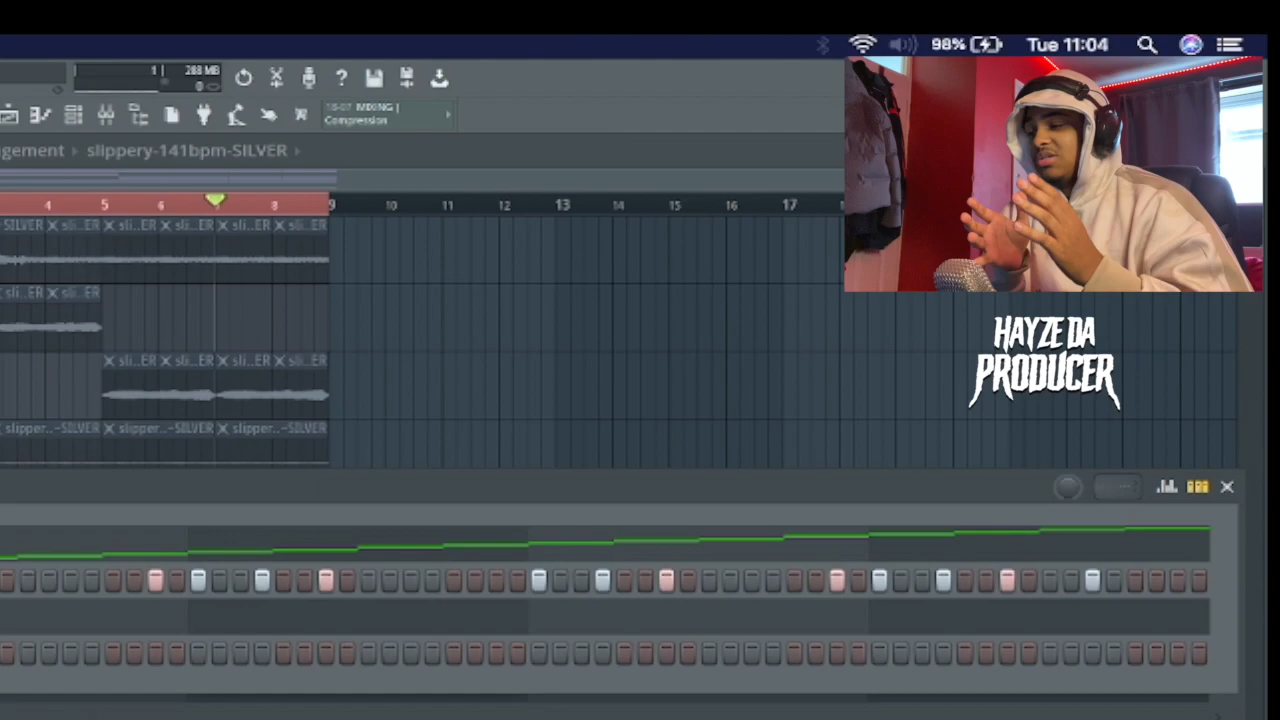 98% Tue 11:04
1 288 MB
0
?
18-07 MIXING |
Compression
gement slippery-141bpm-SILVER
4 5 6 7 8 9 10 11 12 13 14 15 16 17
SILVER sli..ER sli..ER sli..ER sli..ER sli..ER
sli..ER sli..ER
HAYZE DA
PRODUCER
sli..ER sli..ER sli..ER sli..ER
slipper..-SILVER slipper..-SILVER slipper..-SILVER